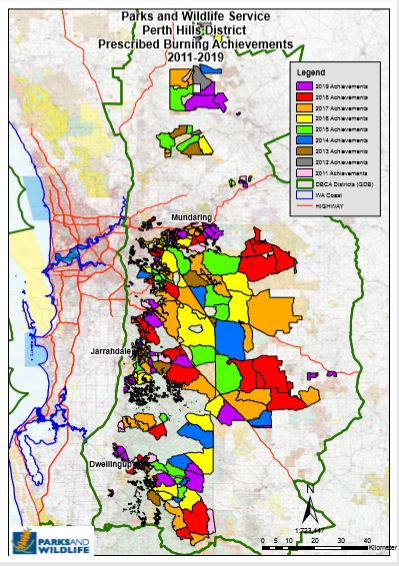 Parks and Wildlife Service
Perth Hills District
Prescribed Burning Achievements
2011-2019
Legend
2019 Achievements
2018 Achievements
2017 Achievements
2016 Achievements
2015 Achievements
2014 Achievements
2013 Achievements
2012 Achievements
2011 Achievements
DBCA Districts (GDB)
WA Coast
HIGHWAY
Mundaring
Jarrahdale
Dwellingup
N
0 5 10 20 30 40
Kilometer
PARKS AND
WILDLIFE